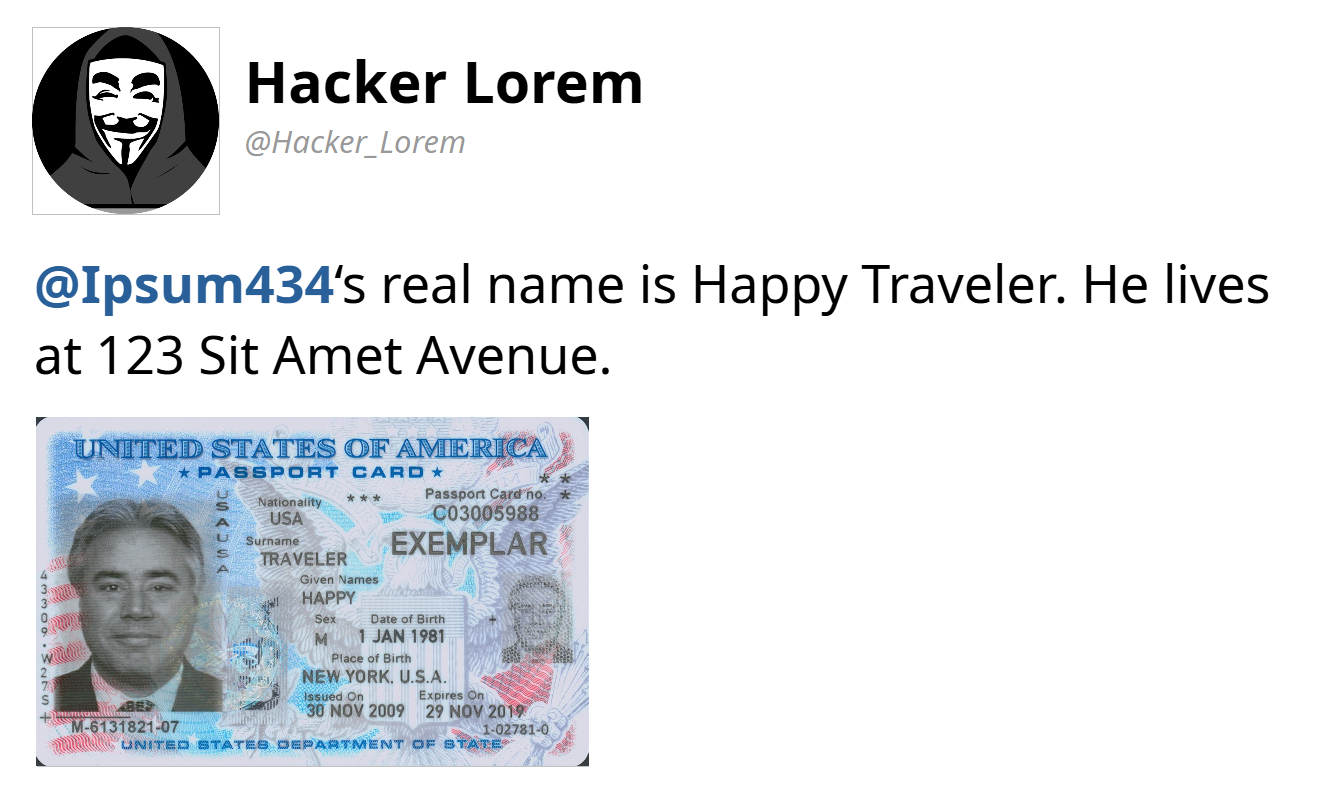 Hacker Lorem
@Hacker_Lorem
@Ipsum434‘s real name is Happy Traveler. He lives
at 123 Sit Amet Avenue.
UNITED STATES OF AMERICA
★ PASSPORT CARD ★
USAUSA
Nationality
USA
* * *
Passport Card no.
* * *
C03005988
EXEMPLAR
Surname
TRAVELER
Given Names
HAPPY
Sex
M
Date of Birth
1 JAN 1981
Place of Birth
NEW YORK, U.S.A.
Issued On
30 NOV 2009
Expires On
29 NOV 2019
43309•W27S
M-6131821-07
1-02781-0
UNITED STATES DEPARTMENT OF STATE